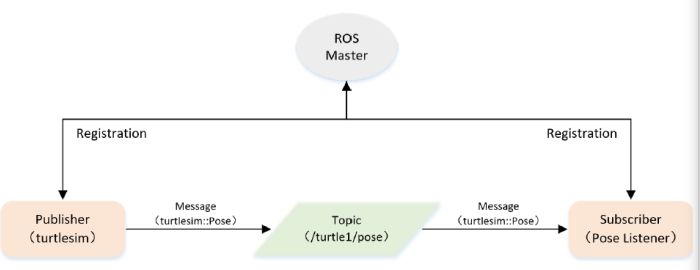 ROS
Master
Registration
Registration
Publisher
（turtlesim）
Message
（turtlesim::Pose）
Topic
（/turtle1/pose）
Message
（turtlesim::Pose）
Subscriber
（Pose Listener）